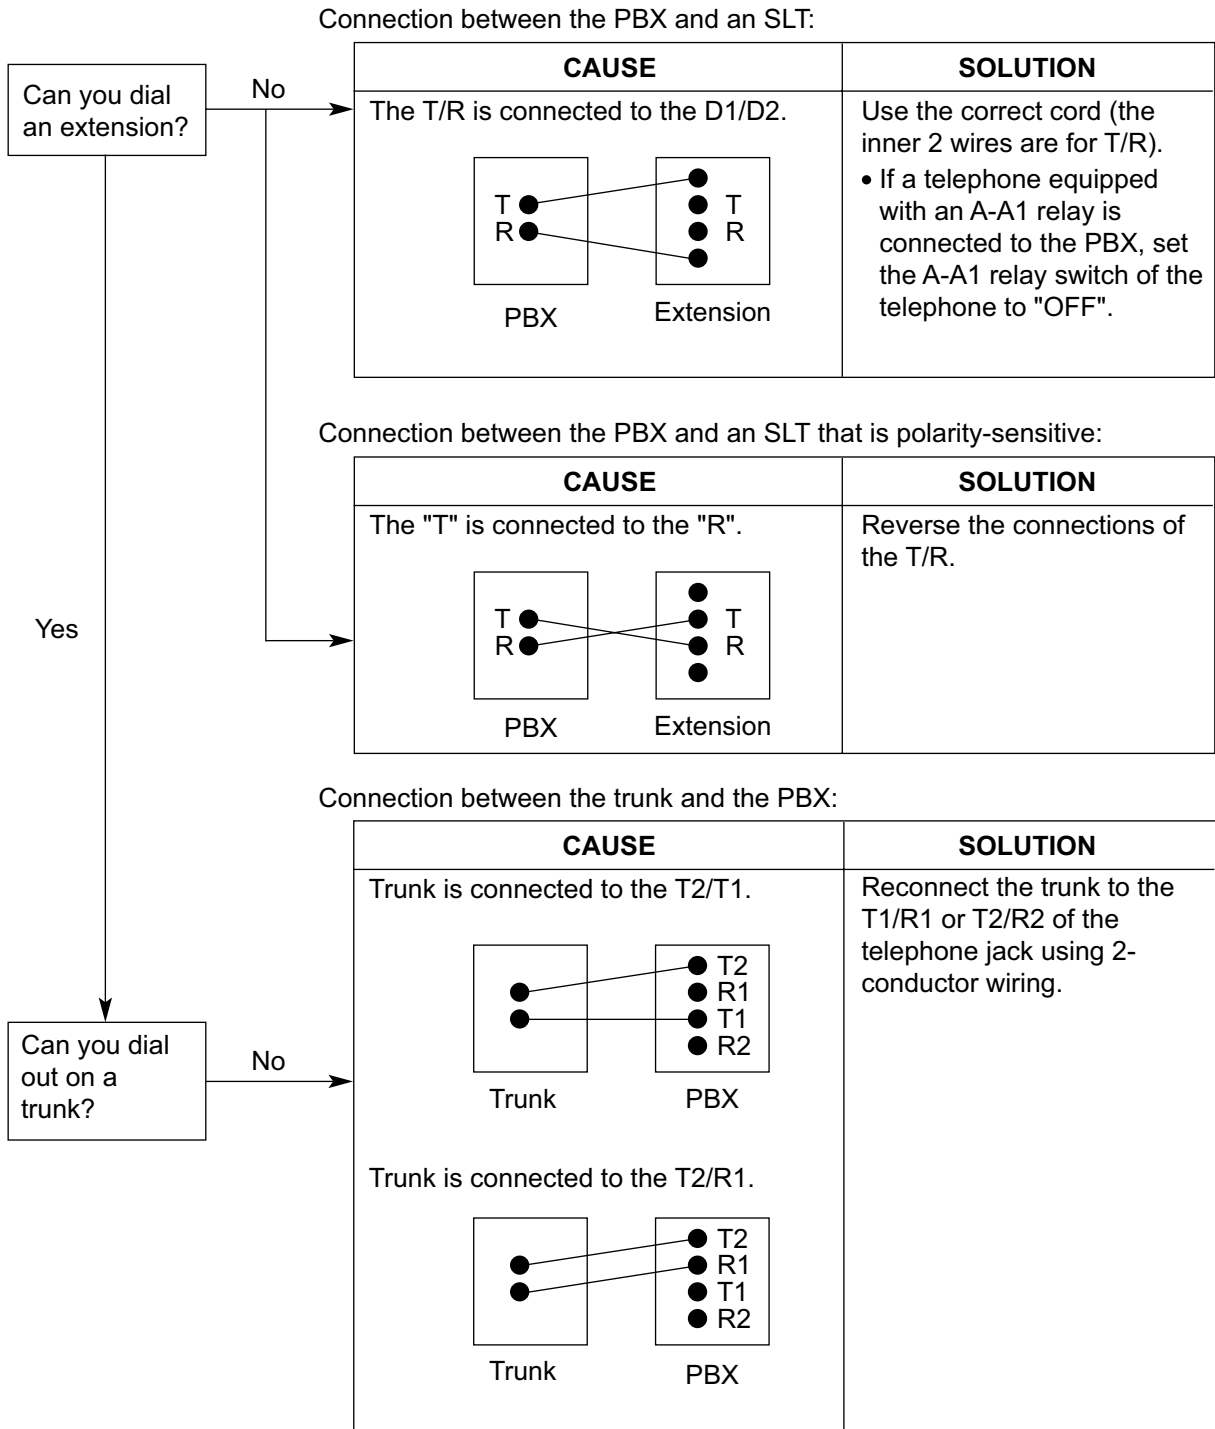 Connection between the PBX and an SLT:
CAUSE
SOLUTION
Can you dial
an extension?
No
The T/R is connected to the D1/D2.
T
R
T
R
PBX
Extension
Use the correct cord (the
inner 2 wires are for T/R).
• If a telephone equipped
with an A-A1 relay is
connected to the PBX, set
the A-A1 relay switch of the
telephone to "OFF".
Connection between the PBX and an SLT that is polarity-sensitive:
CAUSE
SOLUTION
The "T" is connected to the "R".
T
R
T
R
PBX
Extension
Reverse the connections of
the T/R.
Yes
Connection between the trunk and the PBX:
CAUSE
SOLUTION
Trunk is connected to the T2/T1.
T2
R1
T1
R2
Trunk
PBX
Reconnect the trunk to the
T1/R1 or T2/R2 of the
telephone jack using 2-
conductor wiring.
Can you dial
out on a
trunk?
No
Trunk is connected to the T2/R1.
T2
R1
T1
R2
Trunk
PBX